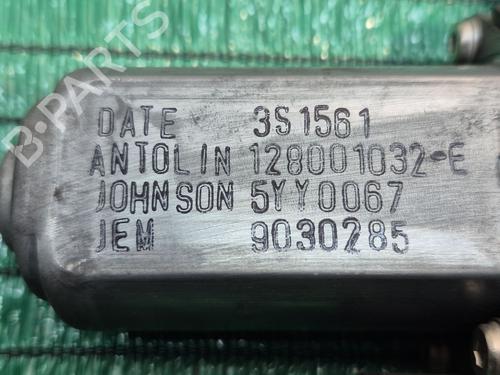 B-PARTS
DATE 3S1561
ANTOLIN 128001032-E
JOHNSON 5YY0067
JEM 9030285